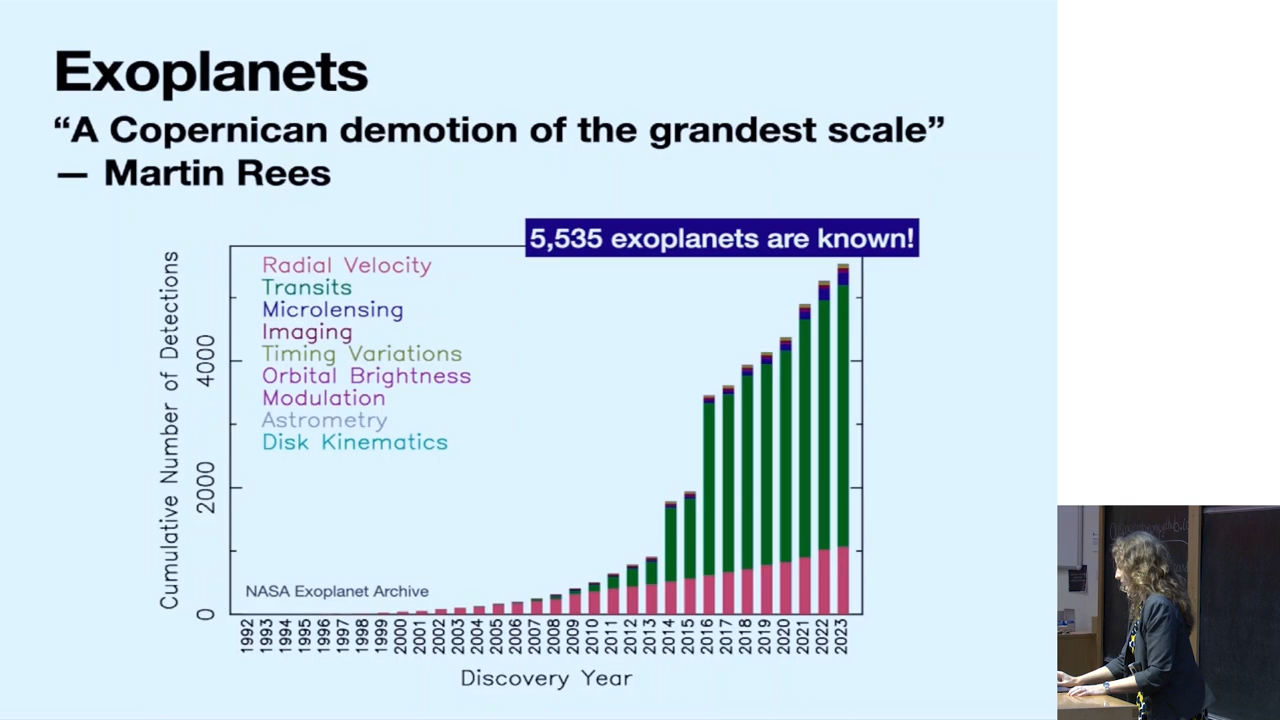 Exoplanets
“A Copernican demotion of the grandest scale”
— Martin Rees
5,535 exoplanets are known!
Radial Velocity
Transits
Microlensing
Imaging
Timing Variations
Orbital Brightness
Modulation
Astrometry
Disk Kinematics
NASA Exoplanet Archive
Cumulative Number of Detections
4000
2000
0
1992 1993 1994 1995 1996 1997 1998 1999 2000 2001 2002 2003 2004 2005 2006 2007 2008 2009 2010 2011 2012 2013 2014 2015 2016 2017 2018 2019 2020 2021 2022 2023
Discovery Year